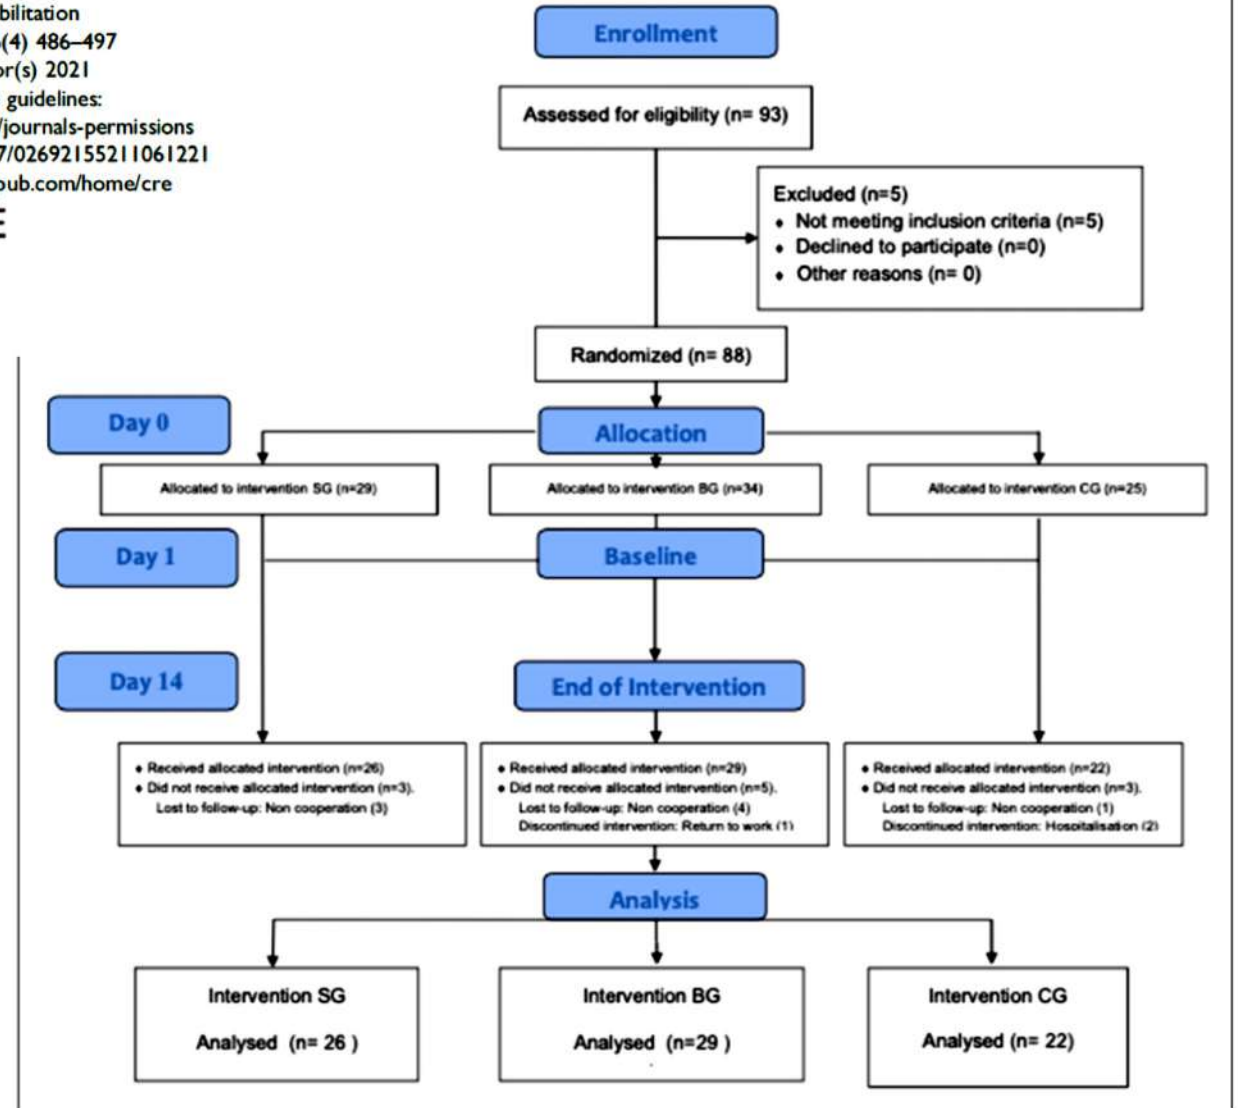 bilitation
(4) 486–497
or(s) 2021
guidelines:
/journals-permissions
7/02692155211061221
pub.com/home/cre
E
Enrollment
Assessed for eligibility (n= 93)
Excluded (n=5)
• Not meeting inclusion criteria (n=5)
• Declined to participate (n=0)
• Other reasons (n= 0)
Randomized (n= 88)
Day 0
Allocation
Allocated to intervention SG (n=29)
Allocated to intervention BG (n=34)
Allocated to intervention CG (n=25)
Day 1
Baseline
Day 14
End of Intervention
• Received allocated intervention (n=26)
• Did not receive allocated intervention (n=3).
Lost to follow-up: Non cooperation (3)
• Received allocated intervention (n=29)
• Did not receive allocated intervention (n=5).
Lost to follow-up: Non cooperation (4)
Discontinued intervention: Return to work (1)
• Received allocated intervention (n=22)
• Did not receive allocated intervention (n=3).
Lost to follow-up: Non cooperation (1)
Discontinued intervention: Hospitalisation (2)
Analysis
Intervention SG
Analysed (n= 26 )
Intervention BG
Analysed (n=29 )
Intervention CG
Analysed (n= 22)